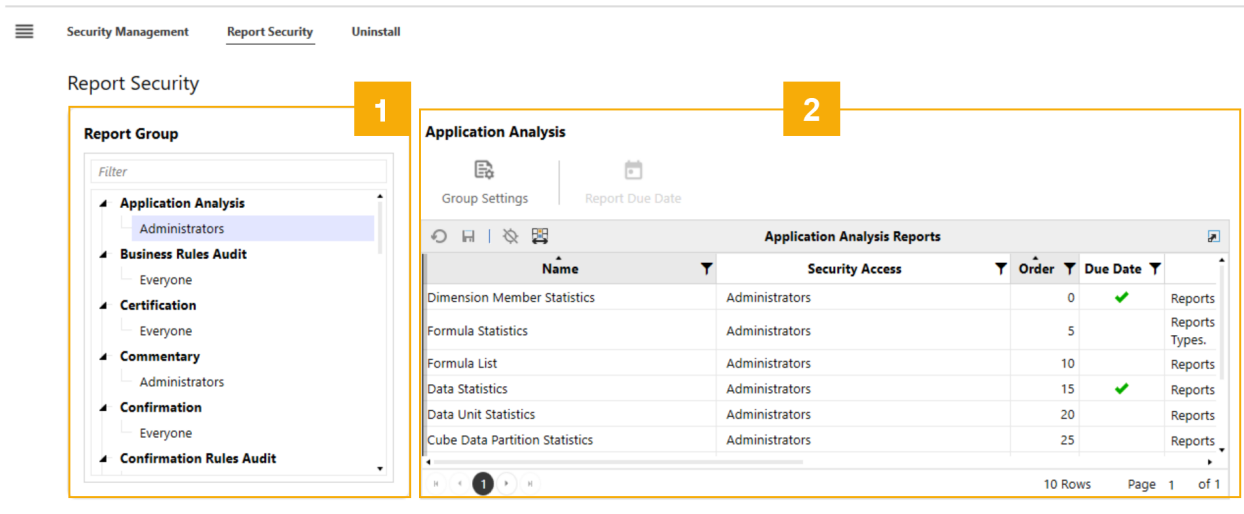 Security Management Report Security Uninstall
Report Security
1
2
Report Group
Filter
Application Analysis
Administrators
Business Rules Audit
Everyone
Certification
Everyone
Commentary
Administrators
Confirmation
Everyone
Confirmation Rules Audit
Application Analysis
Group Settings Report Due Date
Application Analysis Reports
Name Security Access Order Due Date
Dimension Member Statistics Administrators 0 Reports
Formula Statistics Administrators 5 Reports
Types.
Formula List Administrators 10 Reports
Data Statistics Administrators 15 Reports
Data Unit Statistics Administrators 20 Reports
Cube Data Partition Statistics Administrators 25 Reports
1 10 Rows Page 1 of 1